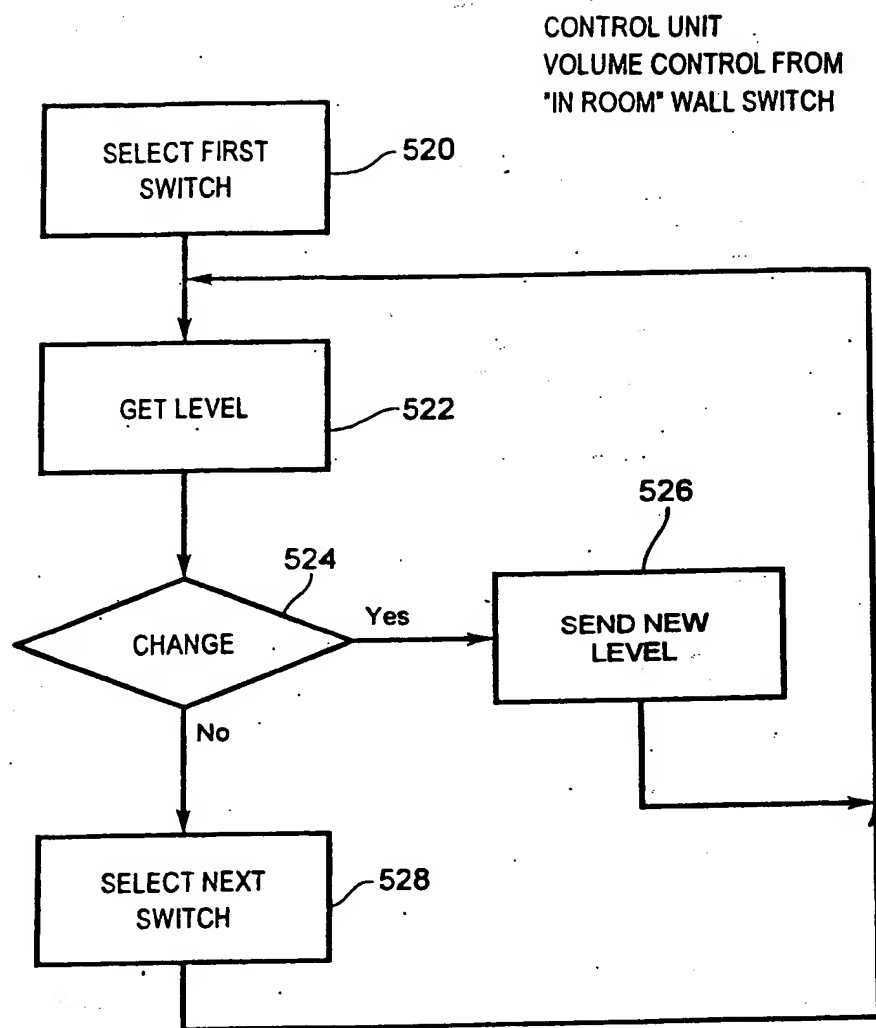 CONTROL UNIT
VOLUME CONTROL FROM
"IN ROOM" WALL SWITCH
SELECT FIRST
SWITCH
520
GET LEVEL
522
524
CHANGE
Yes
526
SEND NEW
LEVEL
No
SELECT NEXT
SWITCH
528